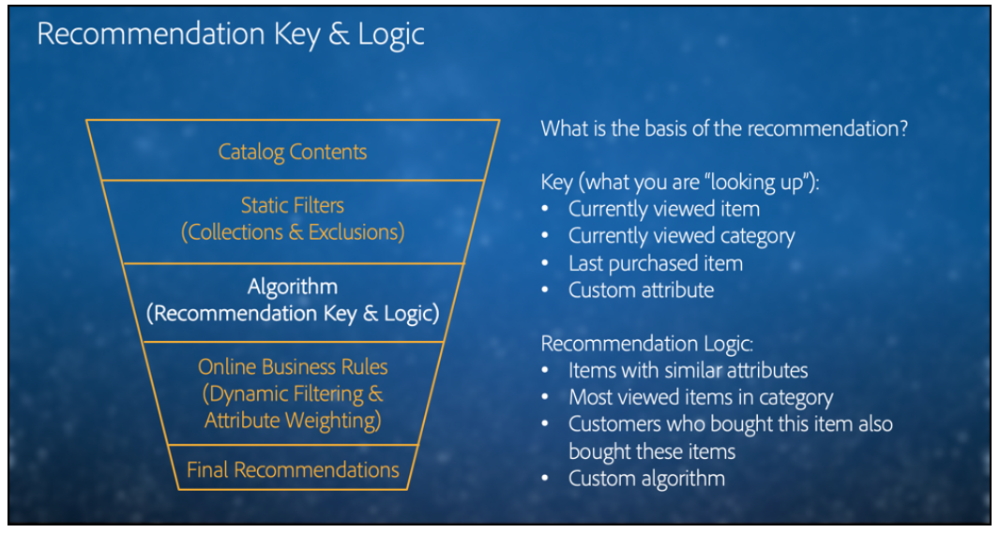 Recommendation Key & Logic
Catalog Contents
Static Filters
(Collections & Exclusions)
Algorithm
(Recommendation Key & Logic)
Online Business Rules
(Dynamic Filtering &
Attribute Weighting)
Final Recommendations
What is the basis of the recommendation?
Key (what you are “looking up”):
• Currently viewed item
• Currently viewed category
• Last purchased item
• Custom attribute
Recommendation Logic:
• Items with similar attributes
• Most viewed items in category
• Customers who bought this item also
bought these items
• Custom algorithm